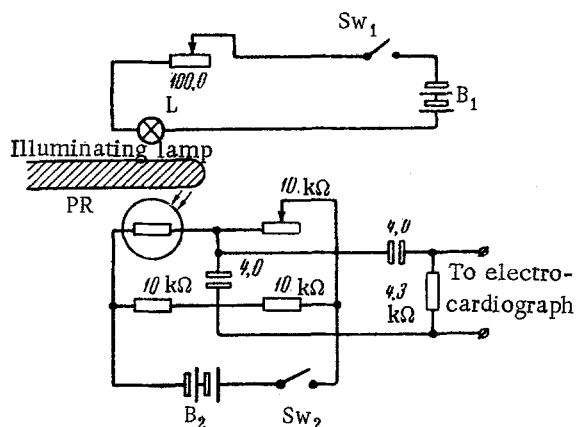 Sw1
100,0
L
B1
Illuminating lamp
PR
10. kΩ
4,0
4,0
10 kΩ
10. kΩ
4,3
kΩ
To electro-
cardiograph
B2
Sw2